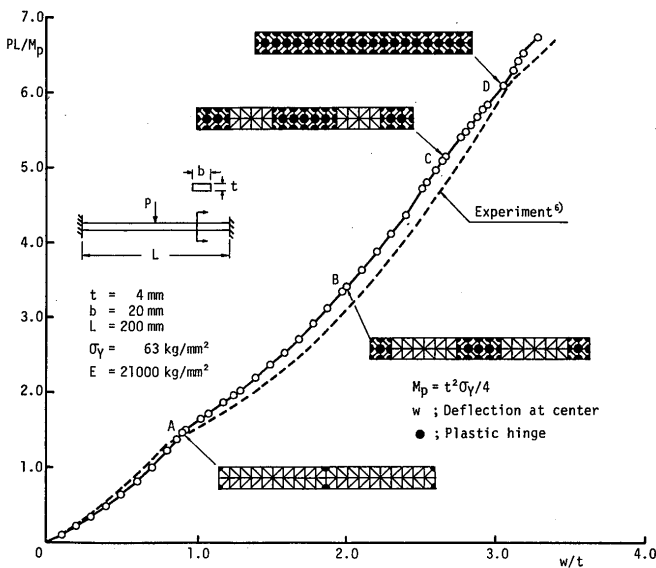 7.0
PL/Mp
6.0
5.0
4.0
3.0
2.0
1.0
0
1.0
2.0
3.0
4.0
w/t
D
C
B
A
Experiment⁶⁾
b
t
P
L
t = 4 mm
b = 20 mm
L = 200 mm
σY = 63 kg/mm²
E = 21000 kg/mm²
Mp = t²σY/4
w ; Deflection at center
● ; Plastic hinge